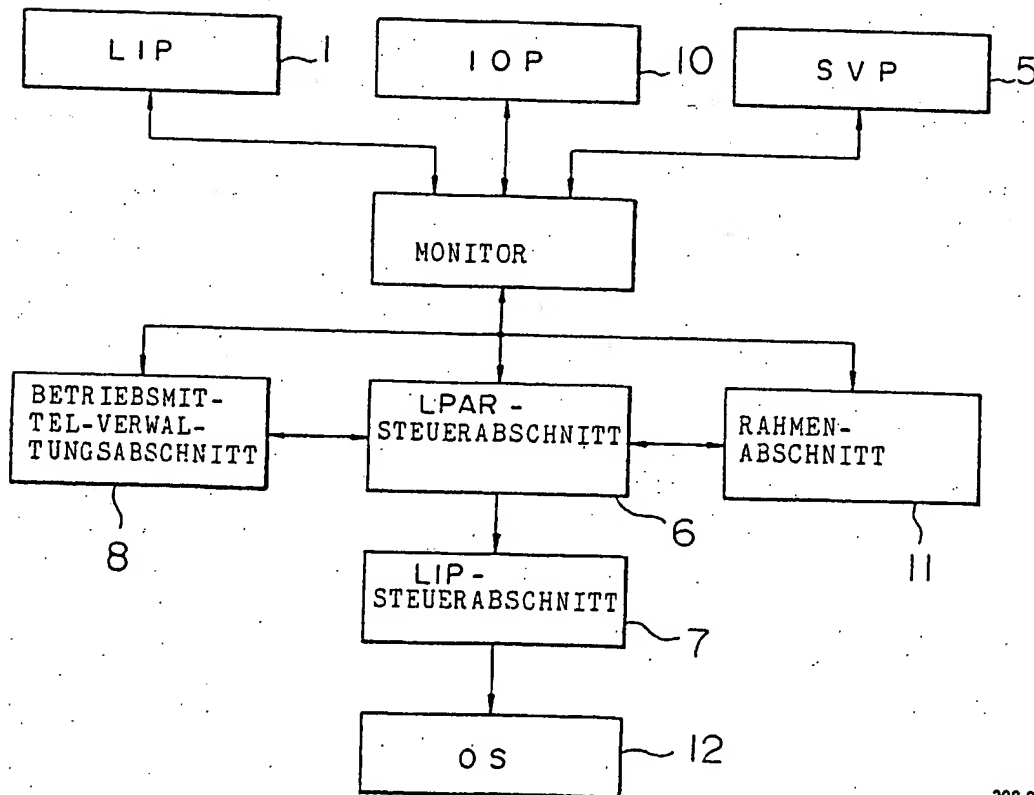 LIP
1
IOP
10
SVP
5
MONITOR
BETRIEBSMIT-
TEL-VERWAL-
TUNGSABSCHNITT
8
LPAR-
STEUERABSCHNITT
6
RAHMEN-
ABSCHNITT
11
LIP-
STEUERABSCHNITT
7
OS
12